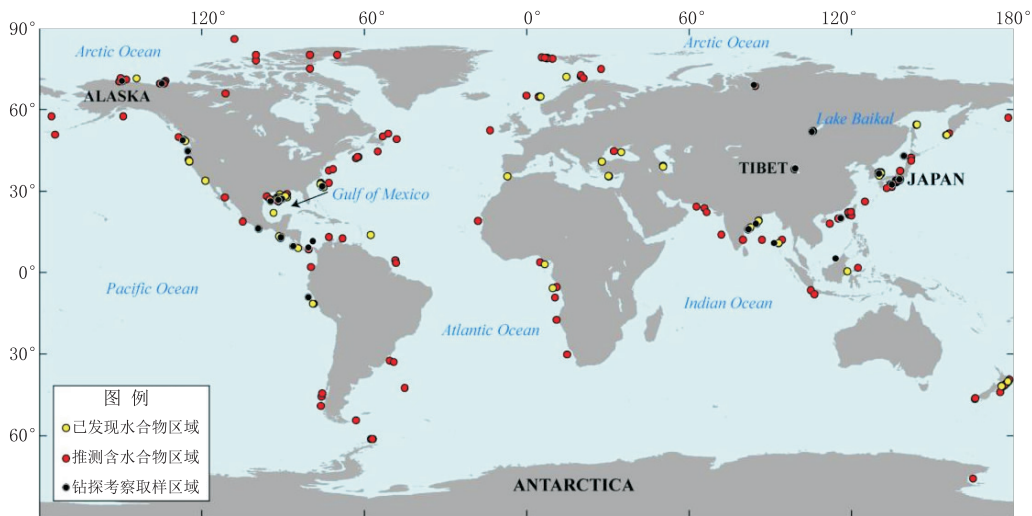 120° 60° 0° 60° 120° 180°
90°
Arctic Ocean
Arctic Ocean
ALASKA
60°
Lake Baikal
TIBET
JAPAN
30°
Gulf of Mexico
0°
Pacific Ocean
Atlantic Ocean
Indian Ocean
30°
图 例
已发现水合物区域
推测含水合物区域
钻探考察取样区域
60°
ANTARCTICA